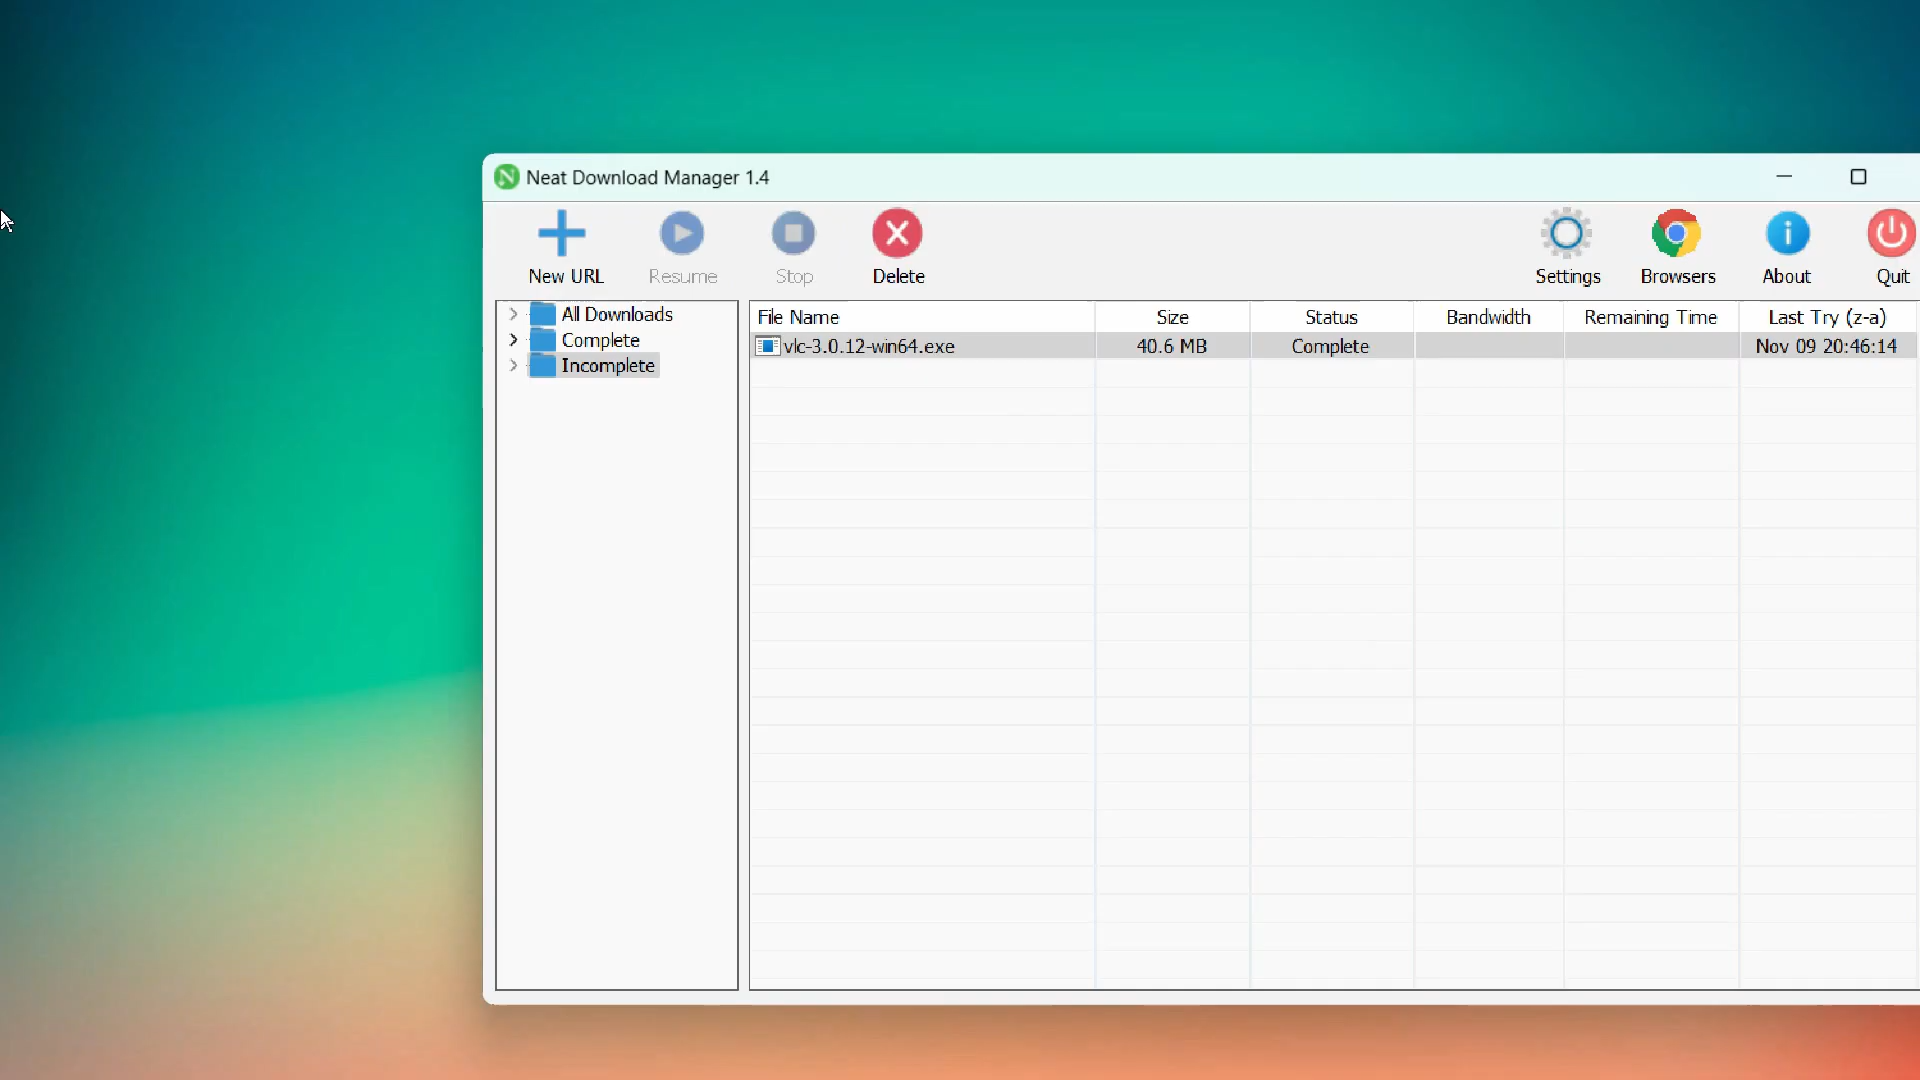 Neat Download Manager 1.4
New URL Resume Stop Delete Settings Browsers About Quit
All Downloads
Complete
Incomplete
File Name Size Status Bandwidth Remaining Time Last Try (z-a)
vlc-3.0.12-win64.exe 40.6 MB Complete Nov 09 20:46:14